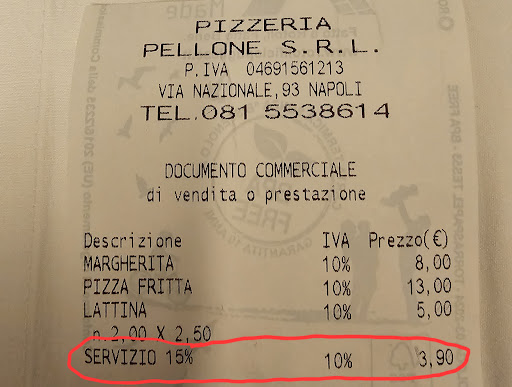 PIZZERIA
PELLONE S.R.L.
P.IVA 04691561213
VIA NAZIONALE,93 NAPOLI
TEL.081 5538614
DOCUMENTO COMMERCIALE
di vendita o prestazione
Descrizione IVA Prezzo(€)
MARGHERITA 10% 8,00
PIZZA FRITTA 10% 13,00
LATTINA 10% 5,00
n.2,00 X 2,50
SERVIZIO 15% 10% 3,90